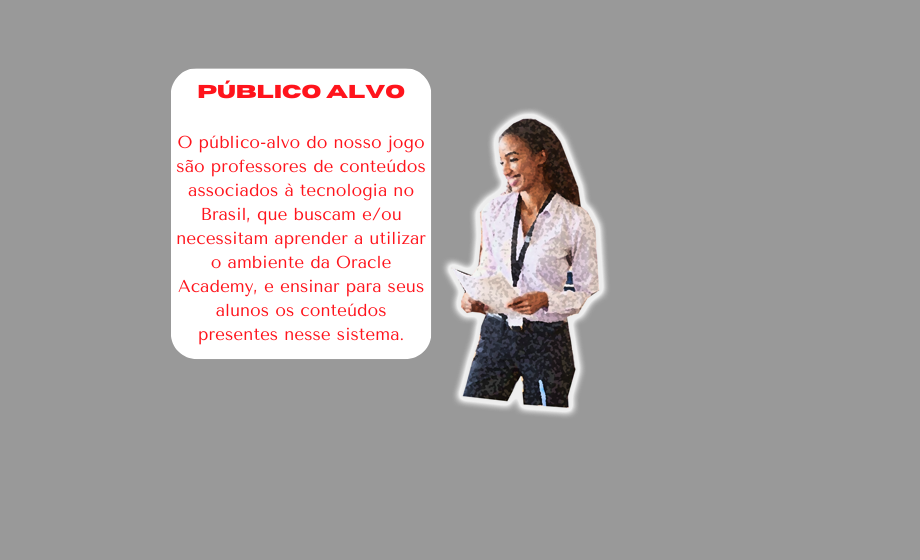 PÚBLICO ALVO
O público-alvo do nosso jogo
são professores de conteúdos
associados à tecnologia no
Brasil, que buscam e/ou
necessitam aprender a utilizar
o ambiente da Oracle
Academy, e ensinar para seus
alunos os conteúdos
presentes nesse sistema.